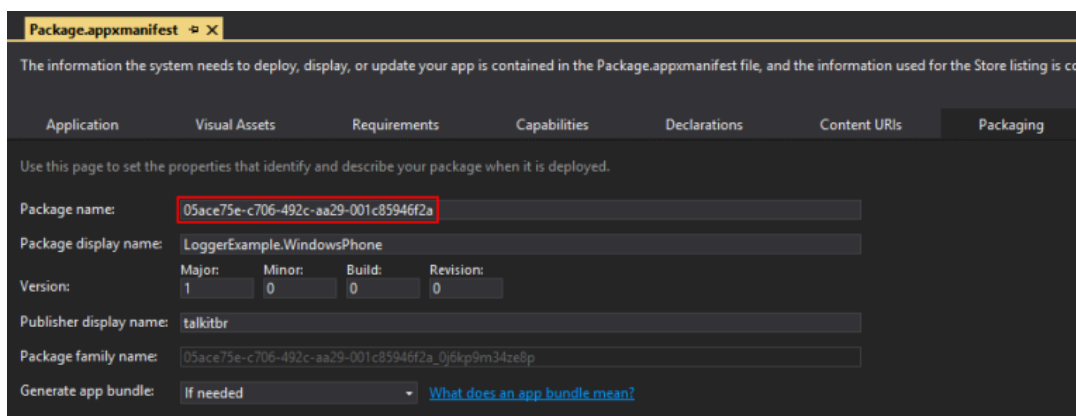 Package.appxmanifest
The information the system needs to deploy, display, or update your app is contained in the Package.appxmanifest file, and the information used for the Store listing is
Application Visual Assets Requirements Capabilities Declarations Content URIs Packaging
Use this page to set the properties that identify and describe your package when it is deployed.
Package name: 05ace75e-c706-492c-aa29-001c85946f2a
Package display name: LoggerExample.WindowsPhone
Major: Minor: Build: Revision:
Version: 1 0 0 0
Publisher display name: talkitbr
Package family name: 05ace75e-c706-492c-aa29-001c85946f2a_0j6kp9m34ze8p
Generate app bundle: If needed What does an app bundle mean?